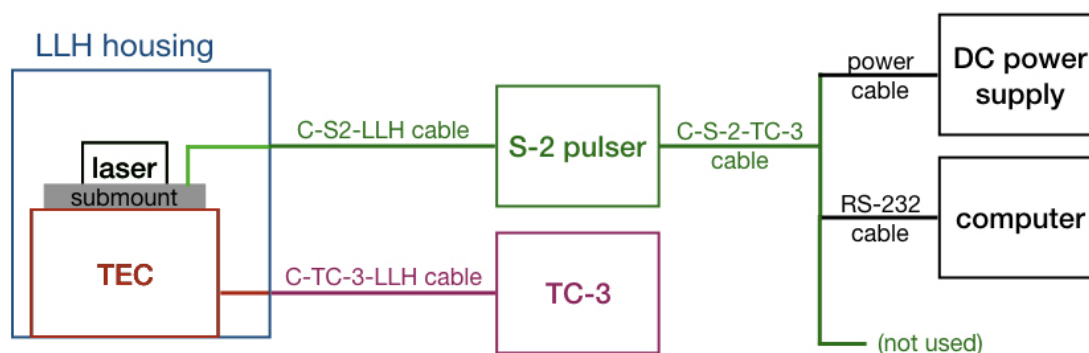 LLH housing
laser
submount
TEC
C-S2-LLH cable
C-TC-3-LLH cable
S-2 pulser
TC-3
C-S-2-TC-3
cable
power
cable
DC power
supply
RS-232
cable
computer
(not used)